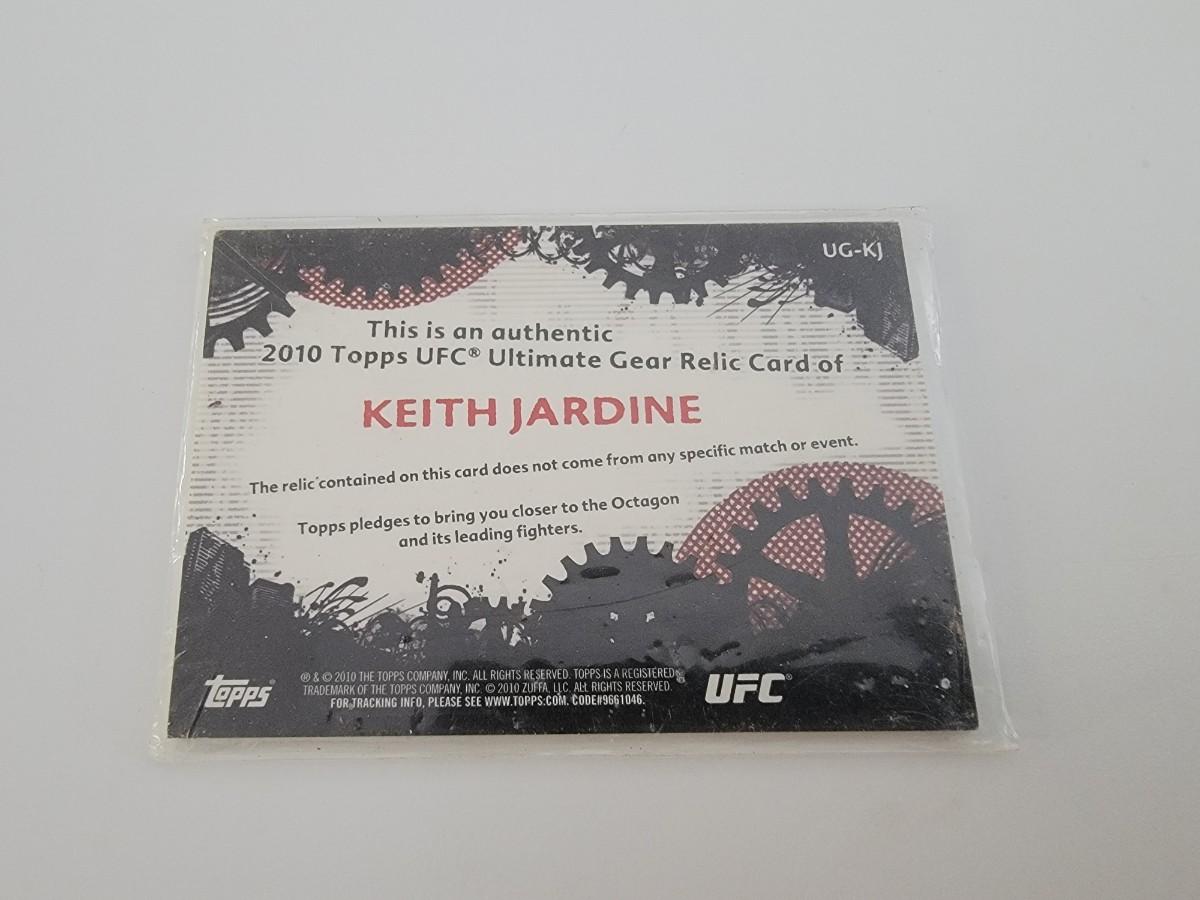 UG-KJ
This is an authentic
2010 Topps UFC® Ultimate Gear Relic Card of
KEITH JARDINE
The relic contained on this card does not come from any specific match or event.
Topps pledges to bring you closer to the Octagon
and its leading fighters.
topps
® & © 2010 THE TOPPS COMPANY, INC. ALL RIGHTS RESERVED. TOPPS IS A REGISTERED
TRADEMARK OF THE TOPPS COMPANY, INC. © 2010 ZUFFA, LLC. ALL RIGHTS RESERVED.
FOR TRACKING INFO, PLEASE SEE WWW.TOPPS.COM. CODE#9661046.
UFC®